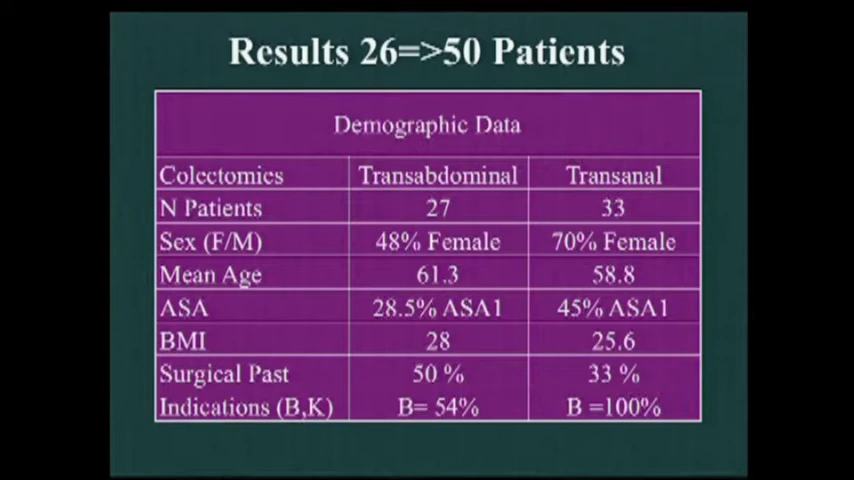 Results 26=>50 Patients
Demographic Data
Colectomies Transabdominal Transanal
N Patients 27 33
Sex (F/M) 48% Female 70% Female
Mean Age 61.3 58.8
ASA 28.5% ASA1 45% ASA1
BMI 28 25.6
Surgical Past 50 % 33 %
Indications (B,K) B= 54% B =100%